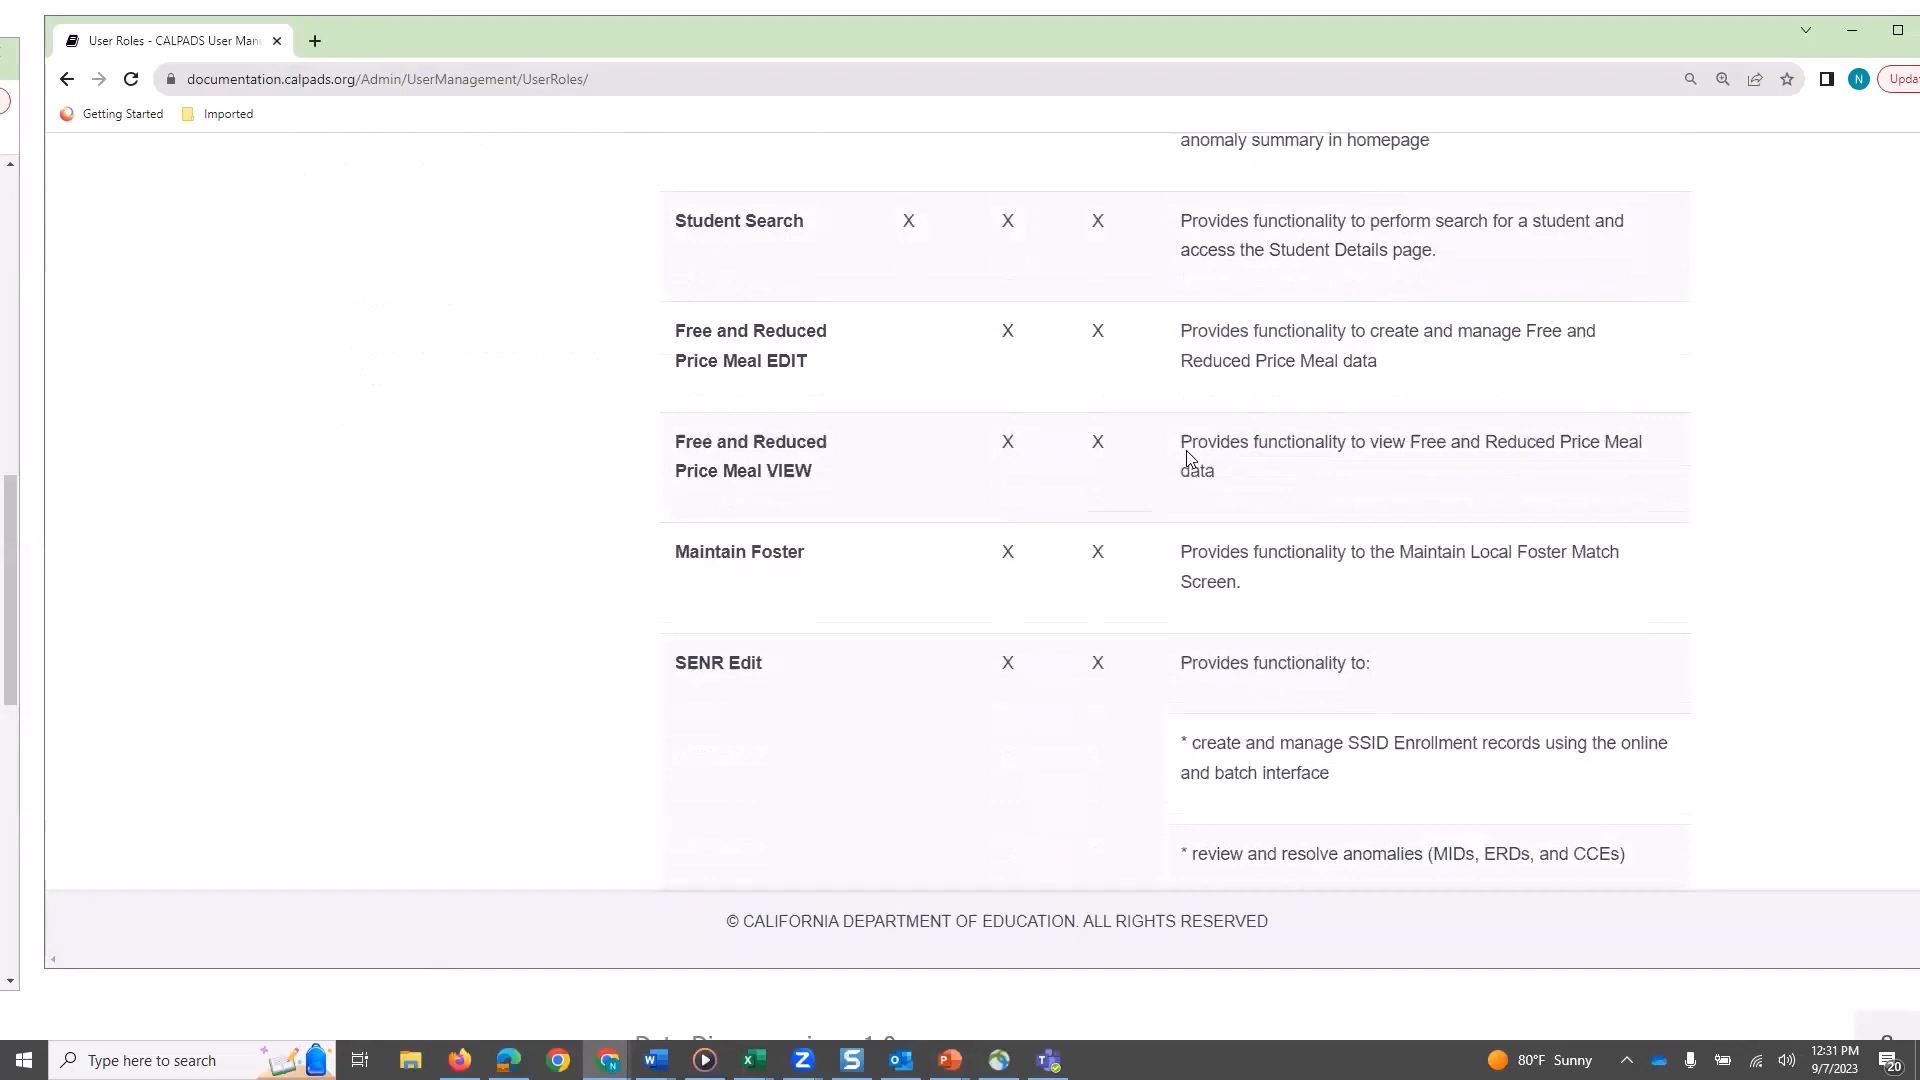 User Roles - CALPADS User Man
documentation.calpads.org/Admin/UserManagement/UserRoles/
N
Upda
Getting Started
Imported
anomaly summary in homepage
Student Search X X X Provides functionality to perform search for a student and
access the Student Details page.
Free and Reduced X X Provides functionality to create and manage Free and
Price Meal EDIT Reduced Price Meal data
Free and Reduced X X Provides functionality to view Free and Reduced Price Meal
Price Meal VIEW data
Maintain Foster X X Provides functionality to the Maintain Local Foster Match
Screen.
SENR Edit X X Provides functionality to:
* create and manage SSID Enrollment records using the online
and batch interface
* review and resolve anomalies (MIDs, ERDs, and CCEs)
© CALIFORNIA DEPARTMENT OF EDUCATION. ALL RIGHTS RESERVED
Type here to search
80°F Sunny
12:31 PM
9/7/2023
20